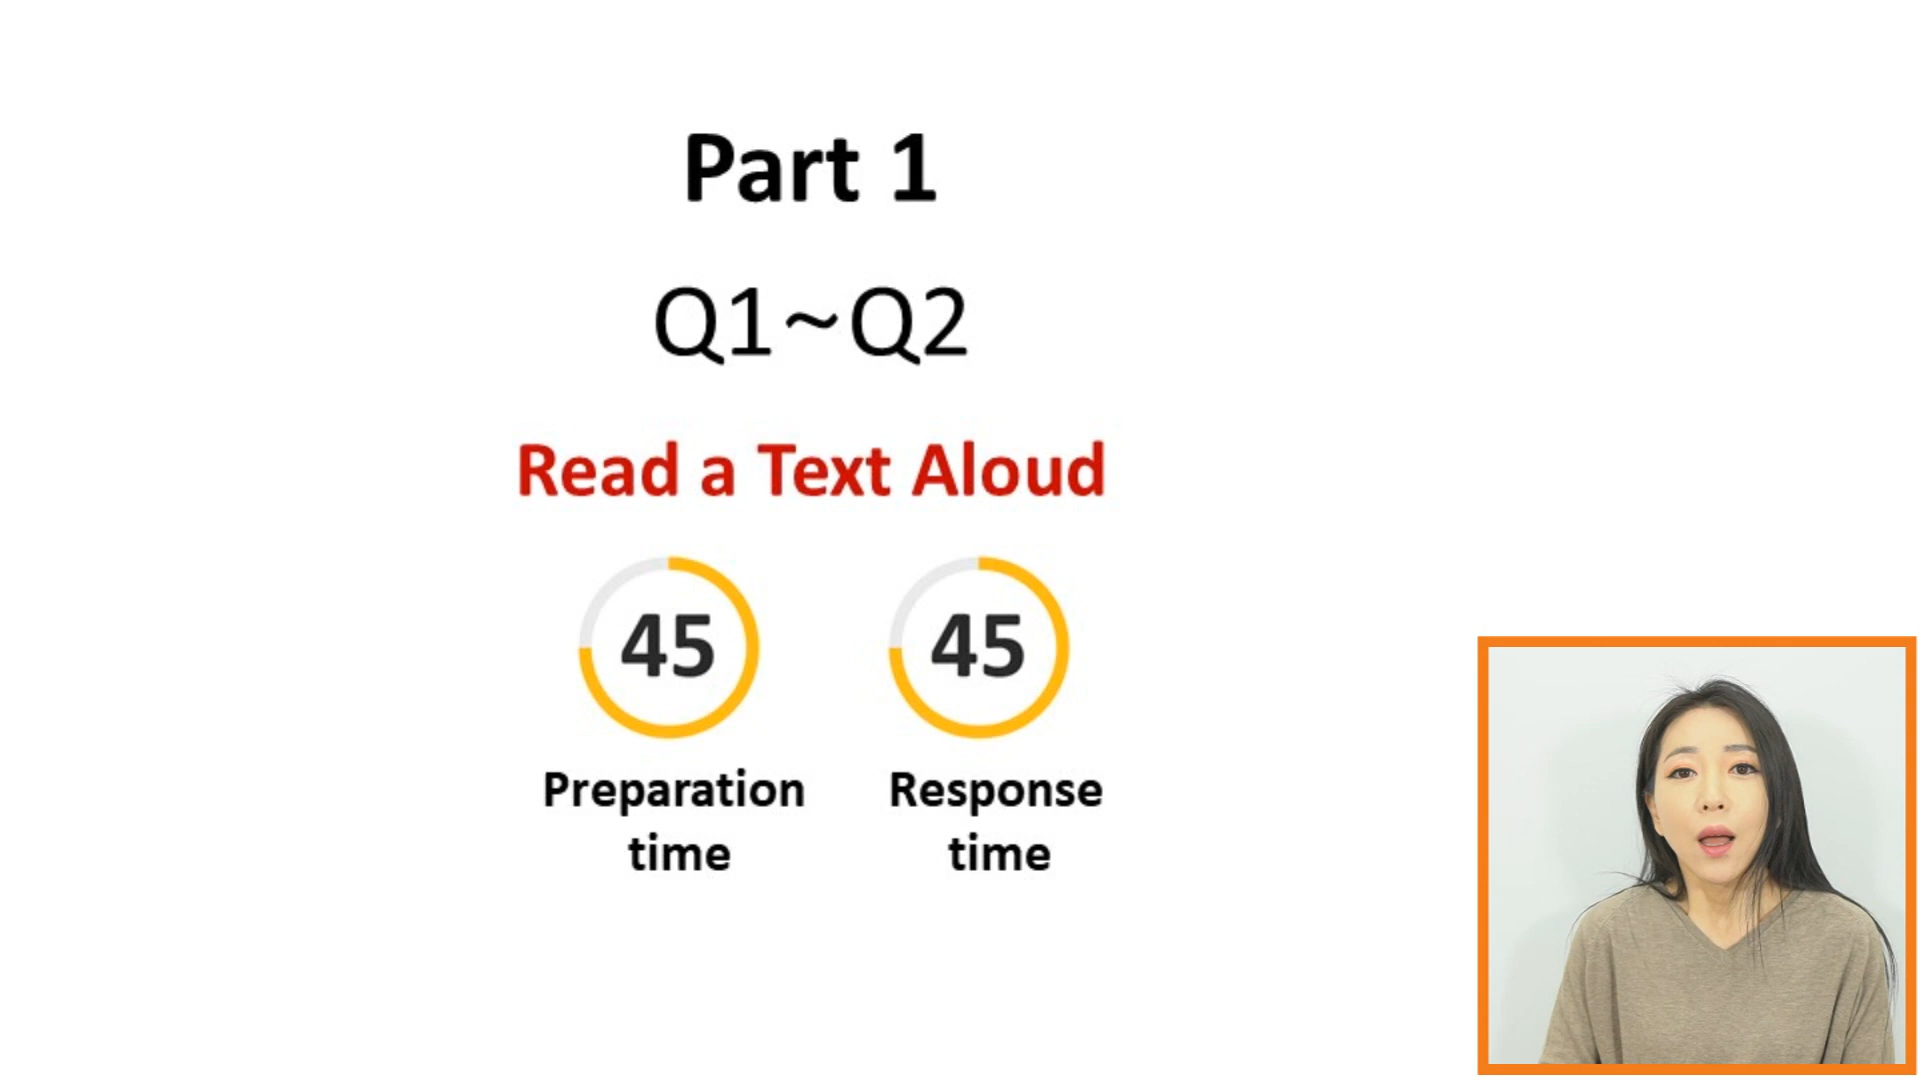 Part 1
Q1~Q2
Read a Text Aloud
45 45
Preparation time
Response time